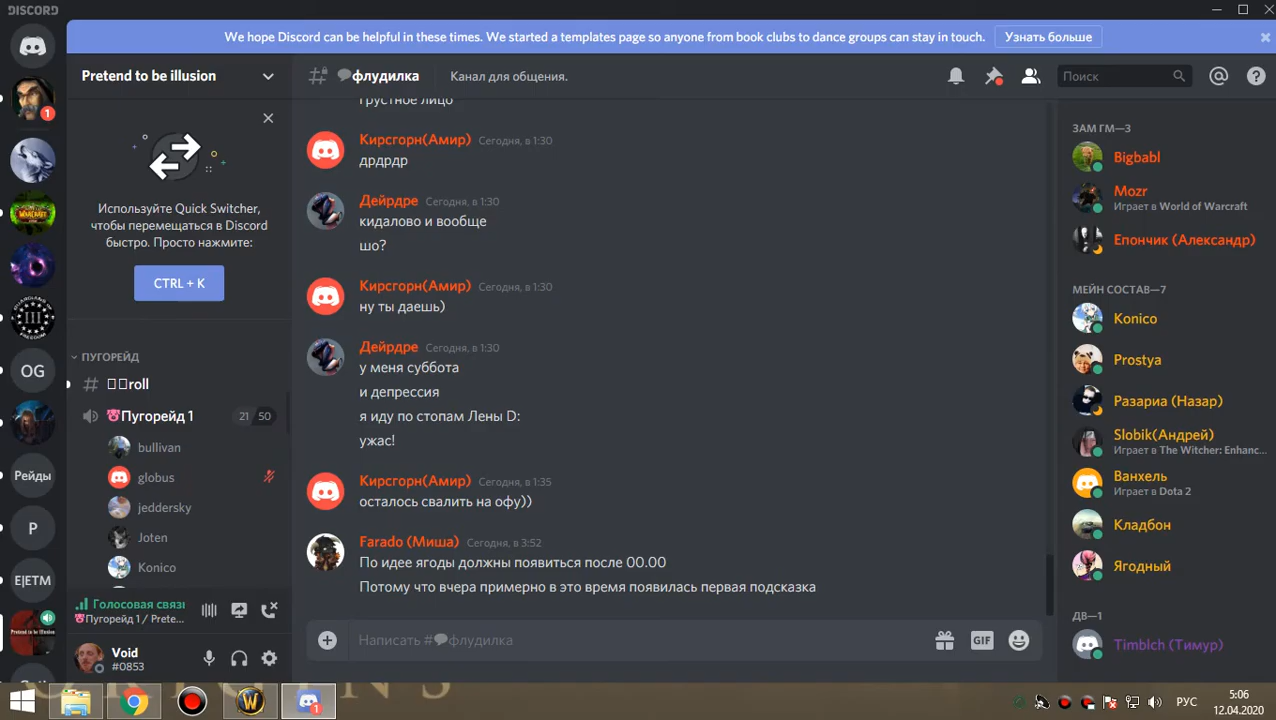 DISCORD
We hope Discord can be helpful in these times. We started a templates page so anyone from book clubs to dance groups can stay in touch.
Узнать больше
Pretend to be illusion
флудилка
Канал для общения.
Поиск
1
Используйте Quick Switcher,
чтобы перемещаться в Discord
быстро. Просто нажмите:
CTRL + K
ПУГОРЕЙД
roll
Пугорейд 1
21 50
bullivan
globus
jeddersky
Joten
Konico
OG
Рейды
P
E|ETM
Голосовая связь
Пугорейд 1 / Prete...
Void
#0853
грустное лицо
Кирсгорн(Амир) Сегодня, в 1:30
дрдрдр
Дейрдре Сегодня, в 1:30
кидалово и вообще
шо?
Кирсгорн(Амир) Сегодня, в 1:30
ну ты даешь)
Дейрдре Сегодня, в 1:30
у меня суббота
и депрессия
я иду по стопам Лены D:
ужас!
Кирсгорн(Амир) Сегодня, в 1:35
осталось свалить на офу))
Farado (Миша) Сегодня, в 3:52
По идее ягоды должны появиться после 00.00
Потому что вчера примерно в это время появилась первая подсказка
Написать #флудилка
GIF
ЗАМ ГМ—3
Bigbabl
Mozr
Играет в World of Warcraft
Епончик (Александр)
МЕЙН СОСТАВ—7
Konico
Prostya
Разариа (Назар)
Slobik(Андрей)
Играет в The Witcher: Enhanc...
Ванхель
Играет в Dota 2
Кладбон
Ягодный
ДВ—1
Timblch (Тимур)
1
РУС
5:06
12.04.2020